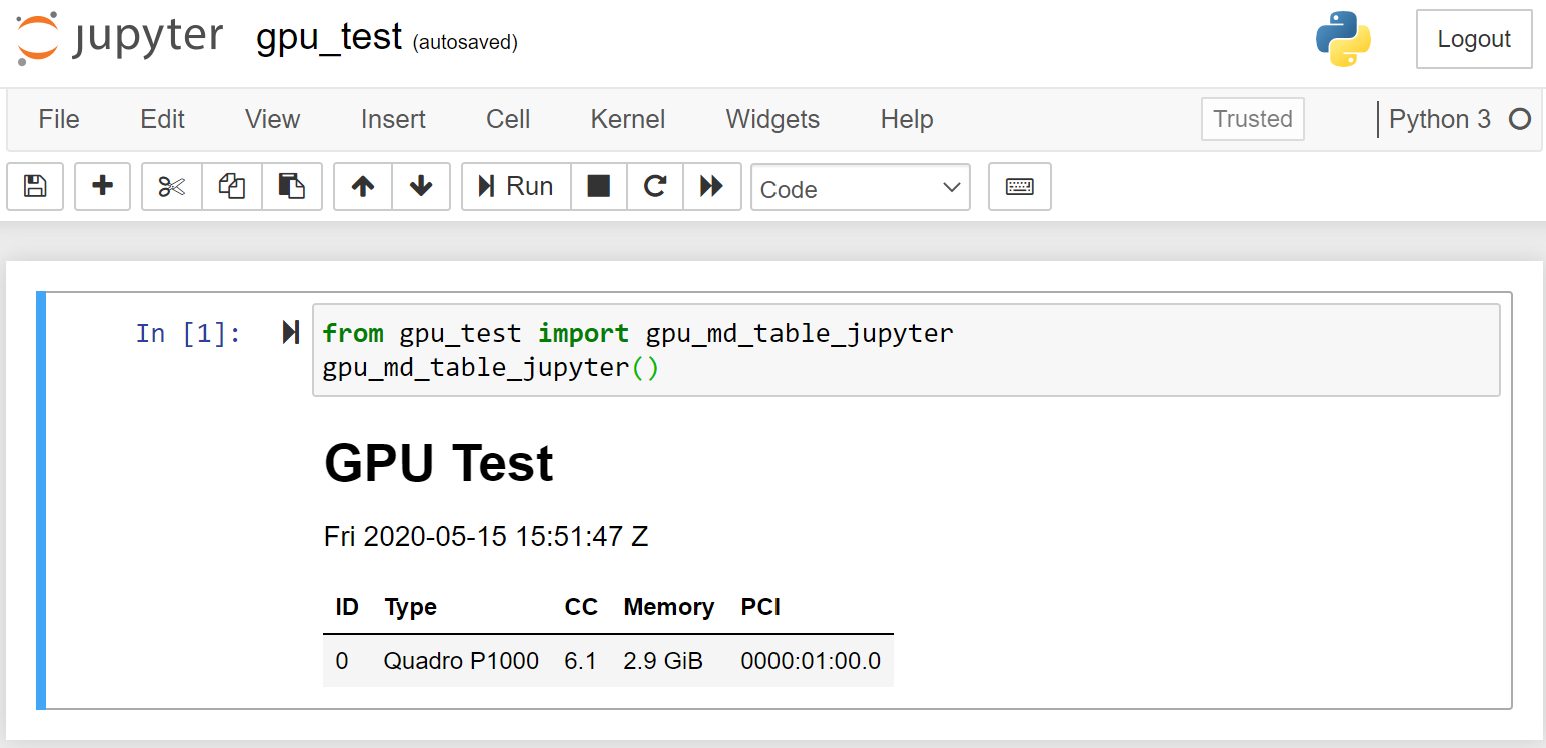 jupyter gpu_test (autosaved) Logout
File Edit View Insert Cell Kernel Widgets Help Trusted Python 3
Run Code
In [1]: from gpu_test import gpu_md_table_jupyter
gpu_md_table_jupyter()
GPU Test
Fri 2020-05-15 15:51:47 Z
ID Type CC Memory PCI
0 Quadro P1000 6.1 2.9 GiB 0000:01:00.0